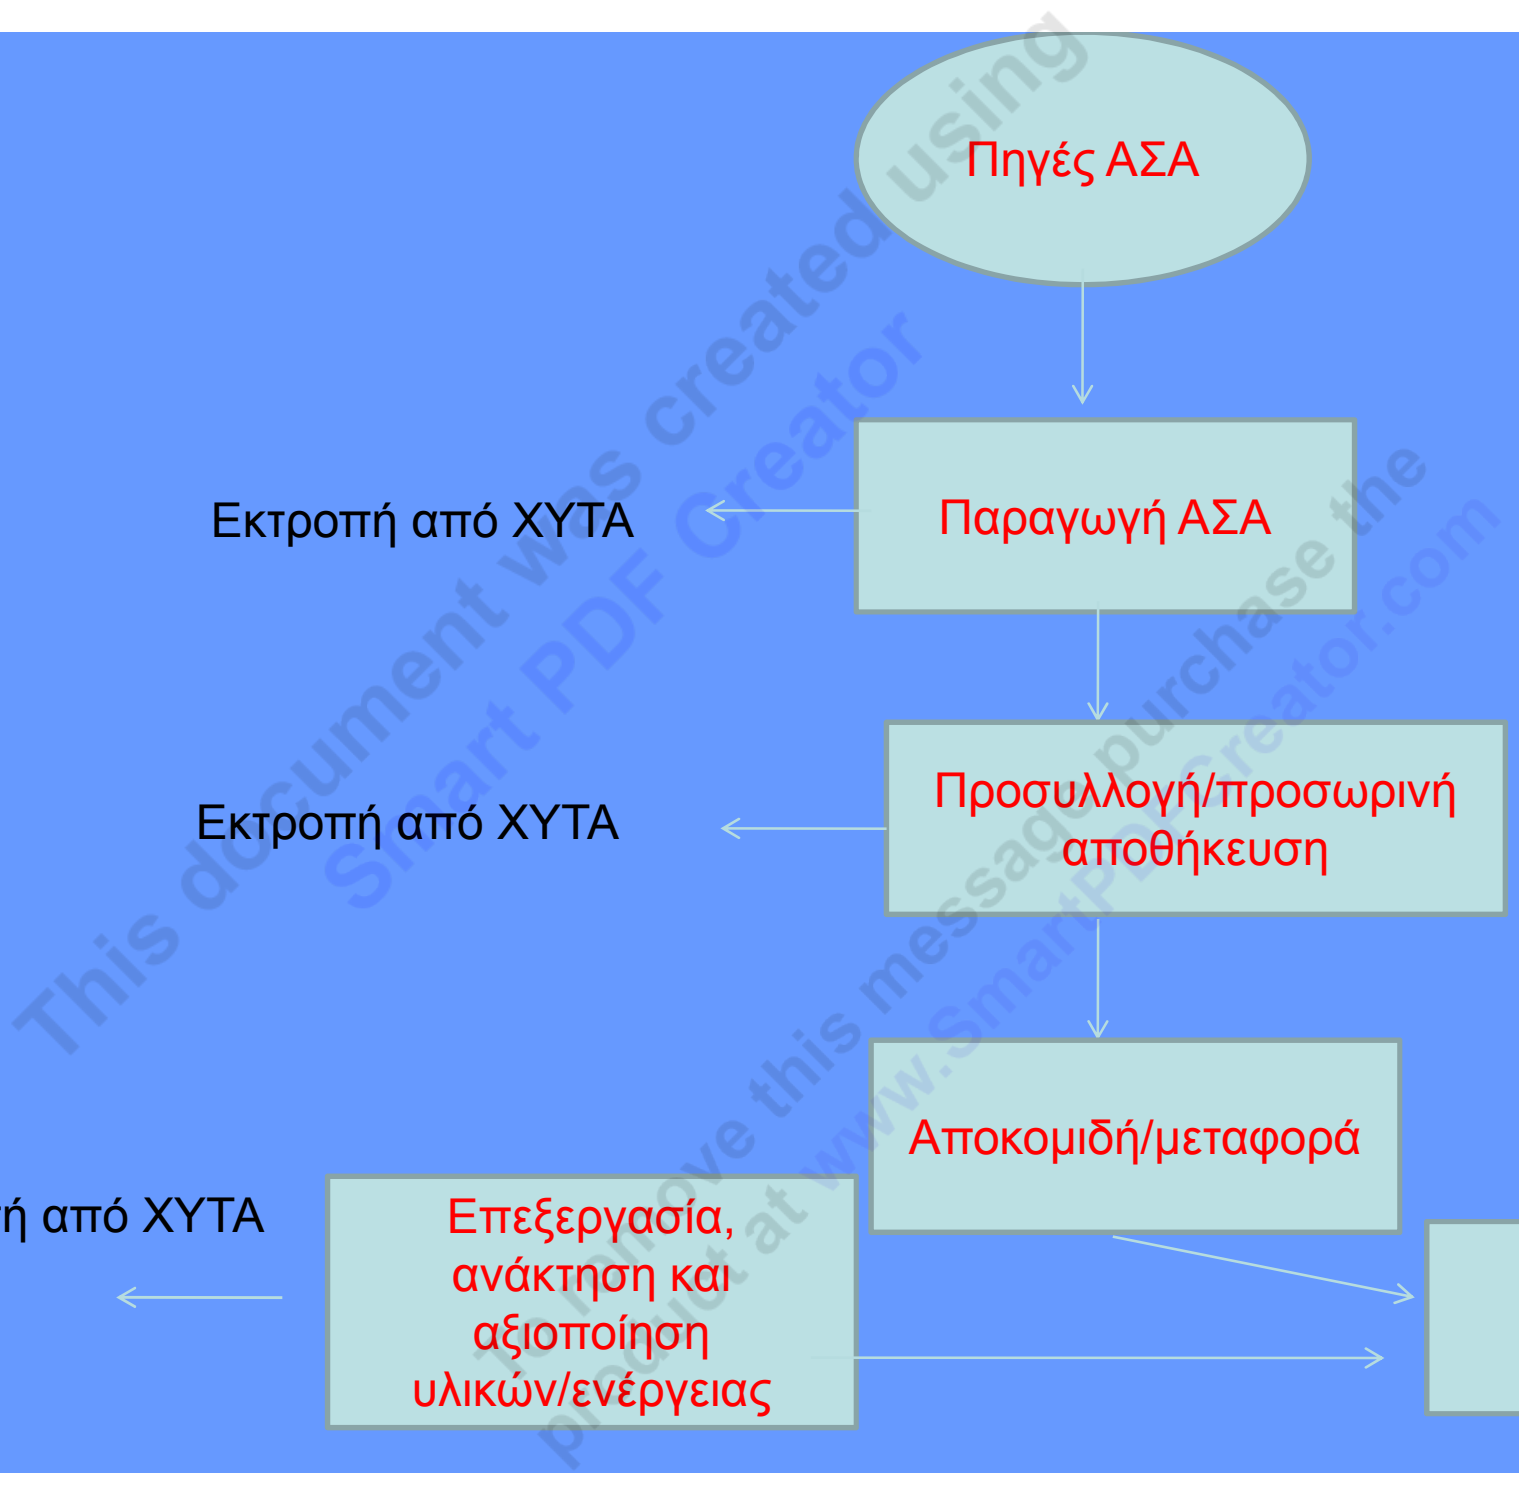 Πηγές ΑΣΑ
Εκτροπή από ΧΥΤΑ
Παραγωγή ΑΣΑ
Εκτροπή από ΧΥΤΑ
Προσυλλογή/προσωρινή
αποθήκευση
Αποκομιδή/μεταφορά
από ΧΥΤΑ
Επεξεργασία,
ανάκτηση και
αξιοποίηση
υλικών/ενέργειας
This document was created using
Smart PDF Creator
To remove this message purchase the
product at www.SmartPDFCreator.com